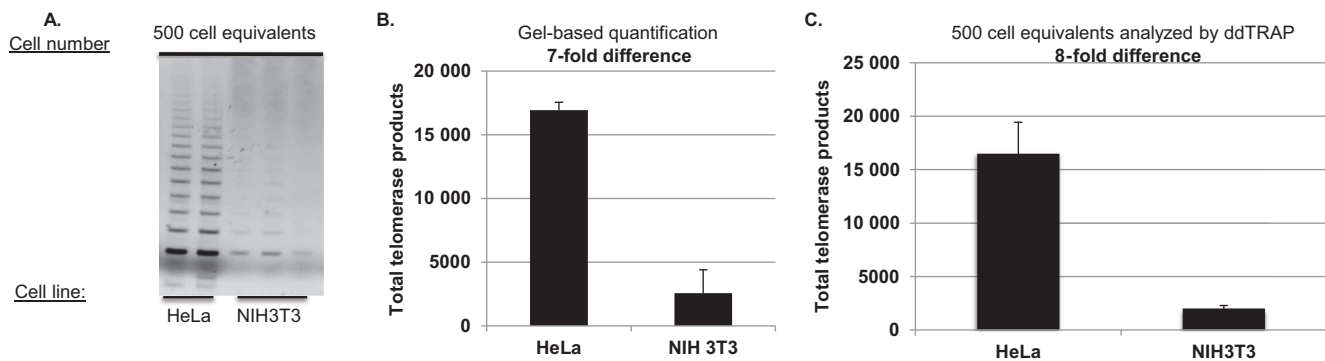 A.
Cell number
500 cell equivalents
Cell line:
HeLa NIH3T3
B.
Gel-based quantification
7-fold difference
Total telomerase products
20 000
15 000
10 000
5000
0
HeLa NIH 3T3
C.
500 cell equivalents analyzed by ddTRAP
8-fold difference
Total telomerase products
25 000
20 000
15 000
10 000
5000
0
HeLa NIH3T3